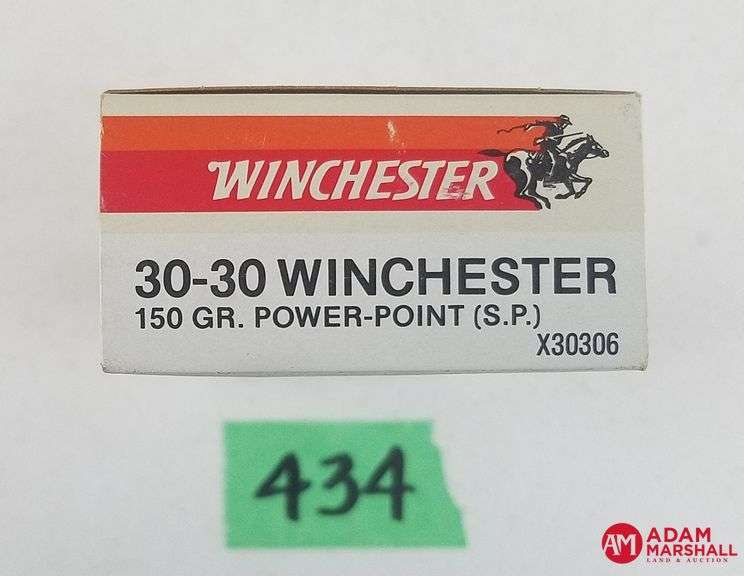 WINCHESTER
30-30 WINCHESTER
150 GR. POWER-POINT (S.P.)
X30306
434
AM
ADAM
MARSHALL
LAND & AUCTION